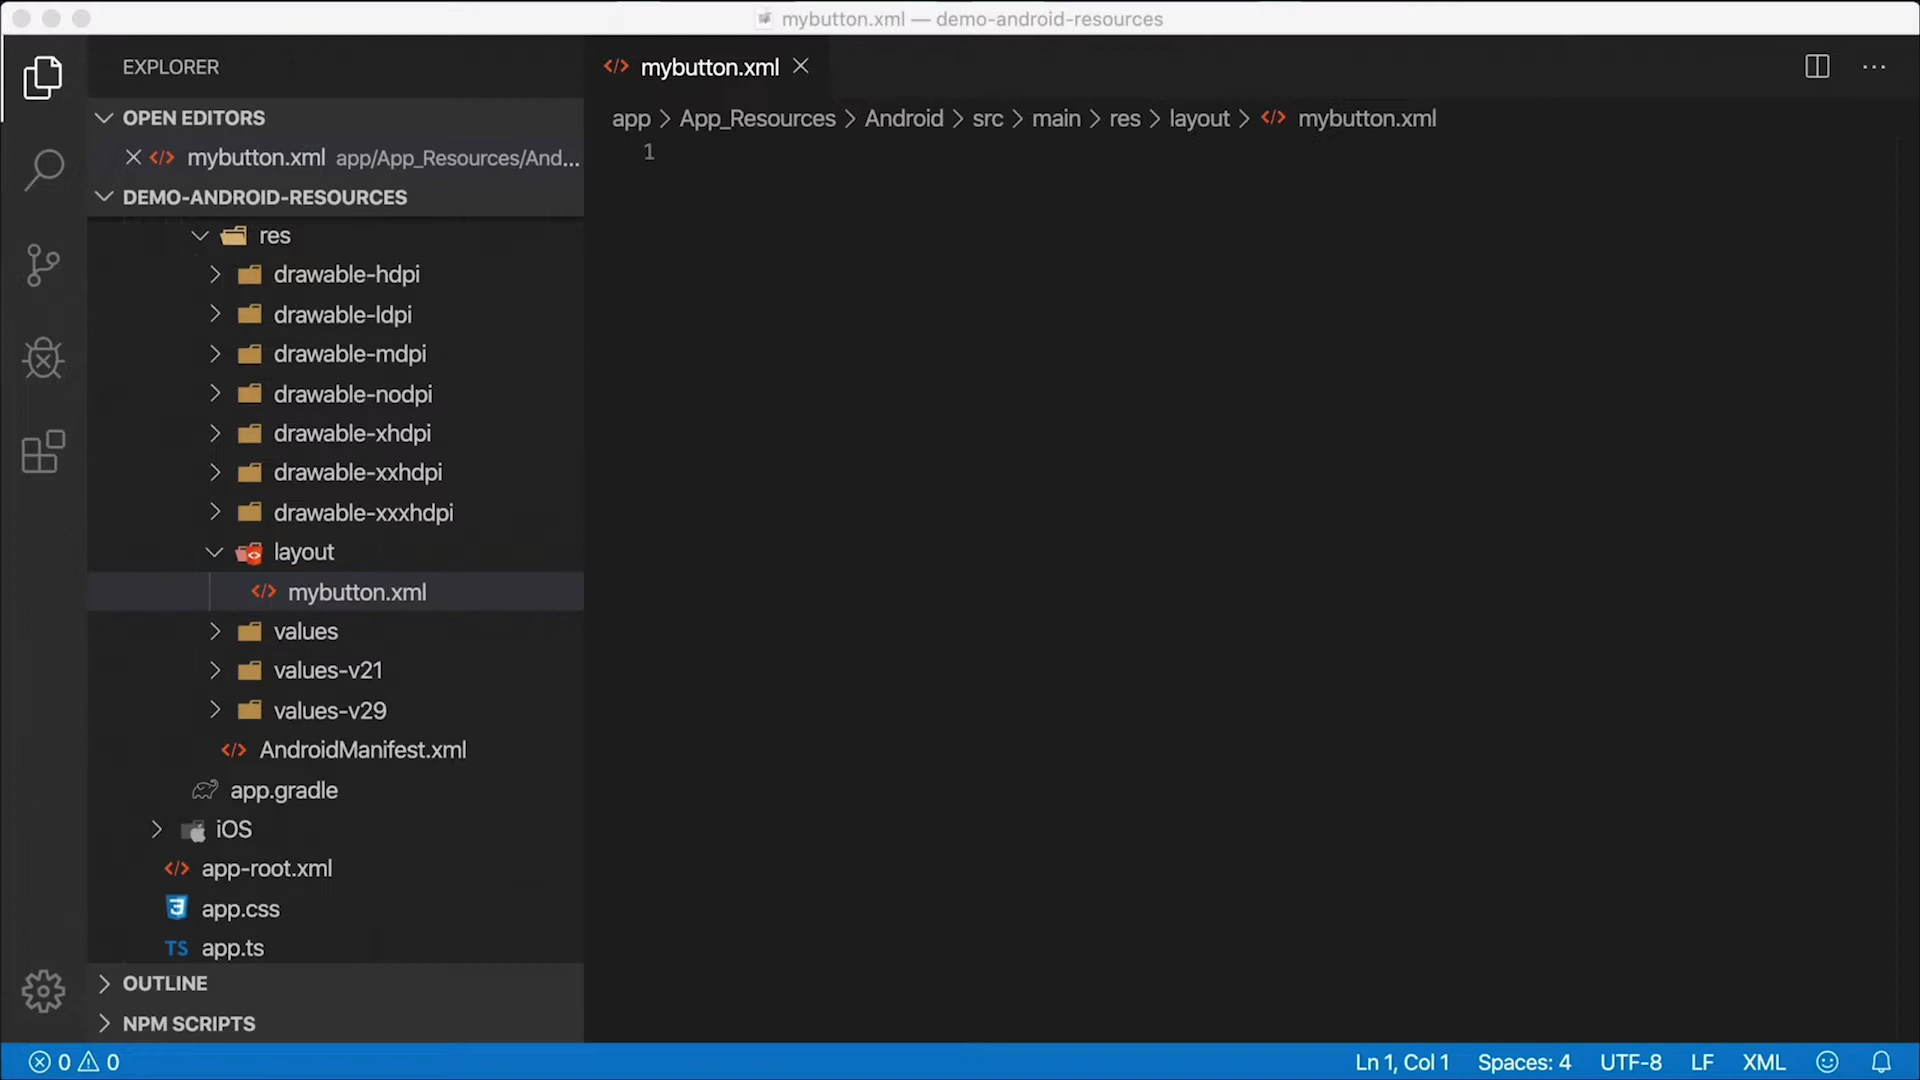 mybutton.xml — demo-android-resources
EXPLORER
OPEN EDITORS
mybutton.xml app/App_Resources/And...
DEMO-ANDROID-RESOURCES
res
drawable-hdpi
drawable-ldpi
drawable-mdpi
drawable-nodpi
drawable-xhdpi
drawable-xxhdpi
drawable-xxxhdpi
layout
mybutton.xml
values
values-v21
values-v29
AndroidManifest.xml
app.gradle
iOS
app-root.xml
app.css
TS app.ts
OUTLINE
NPM SCRIPTS
mybutton.xml
app > App_Resources > Android > src > main > res > layout > mybutton.xml
1
0 0
Ln 1, Col 1 Spaces: 4 UTF-8 LF XML